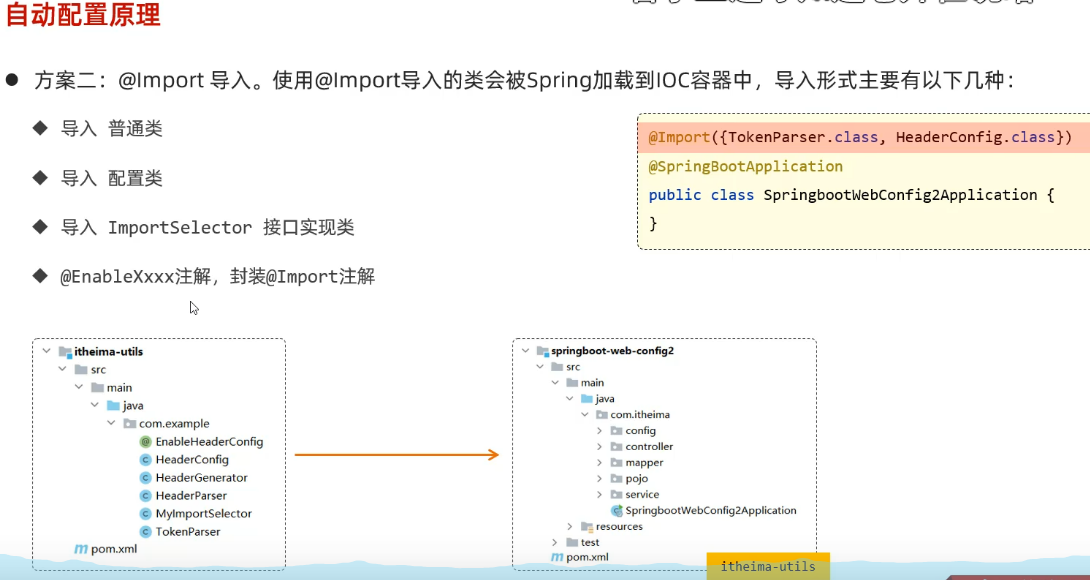 自动配置原理
方案二：@Import 导入。使用@Import导入的类会被Spring加载到IOC容器中，导入形式主要有以下几种：
导入 普通类
导入 配置类
导入 ImportSelector 接口实现类
@EnableXxxx注解，封装@Import注解
@Import({TokenParser.class, HeaderConfig.class})
@SpringBootApplication
public class SpringbootWebConfig2Application {
}
itheima-utils
src
main
java
com.example
EnableHeaderConfig
HeaderConfig
HeaderGenerator
HeaderParser
MyImportSelector
TokenParser
pom.xml
springboot-web-config2
src
main
java
com.itheima
config
controller
mapper
pojo
service
SpringbootWebConfig2Application
resources
test
pom.xml
itheima-utils